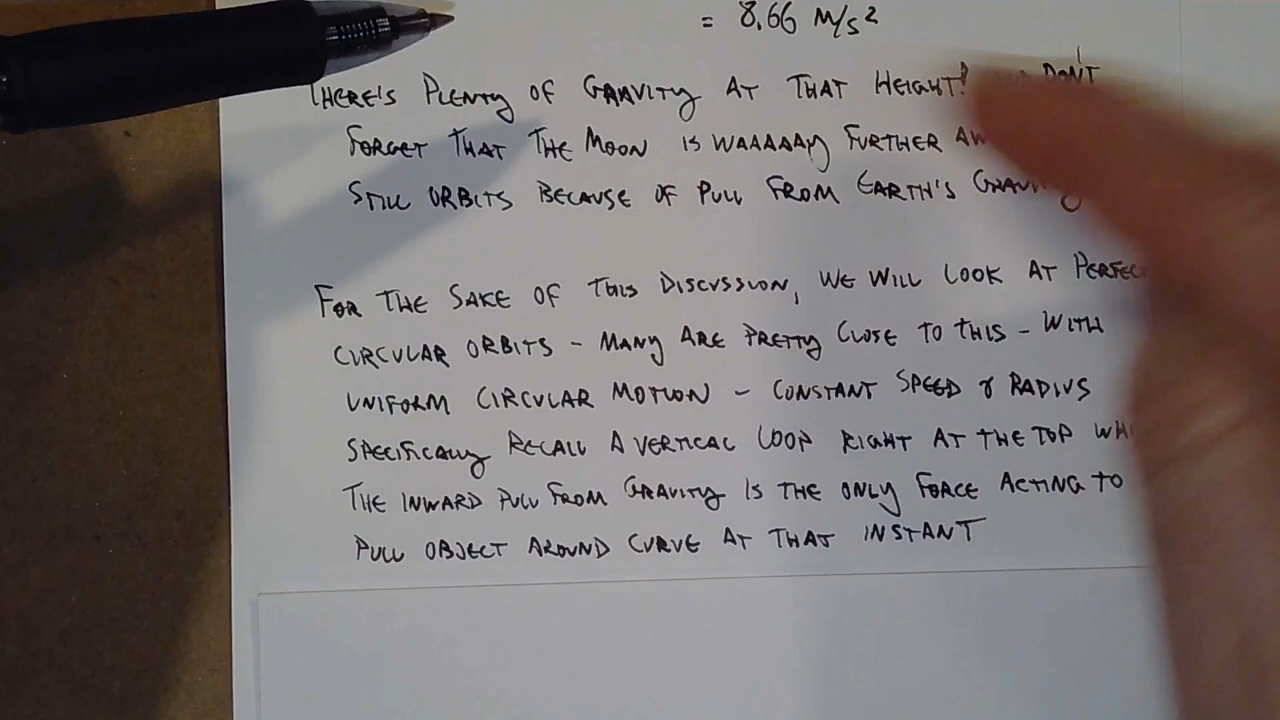 = 8.66 M/S²
THERE'S PLENTY OF GRAVITY AT THAT HEIGHT! DON'T
FORGET THAT THE MOON IS WAAAAAY FURTHER
STILL ORBITS BECAUSE OF PULL FROM EARTH'S
FOR THE SAKE OF THIS DISCUSSION, WE WILL LOOK AT
CIRCULAR ORBITS - MANY ARE PRETTY CLOSE TO THIS - WITH
UNIFORM CIRCULAR MOTION - CONSTANT SPEED & RADIUS
SPECIFICALLY RECALL A VERTICAL LOOP RIGHT AT THE TOP
THE INWARD PULL FROM GRAVITY IS THE ONLY FORCE ACTING TO
PULL OBJECT AROUND CURVE AT THAT INSTANT